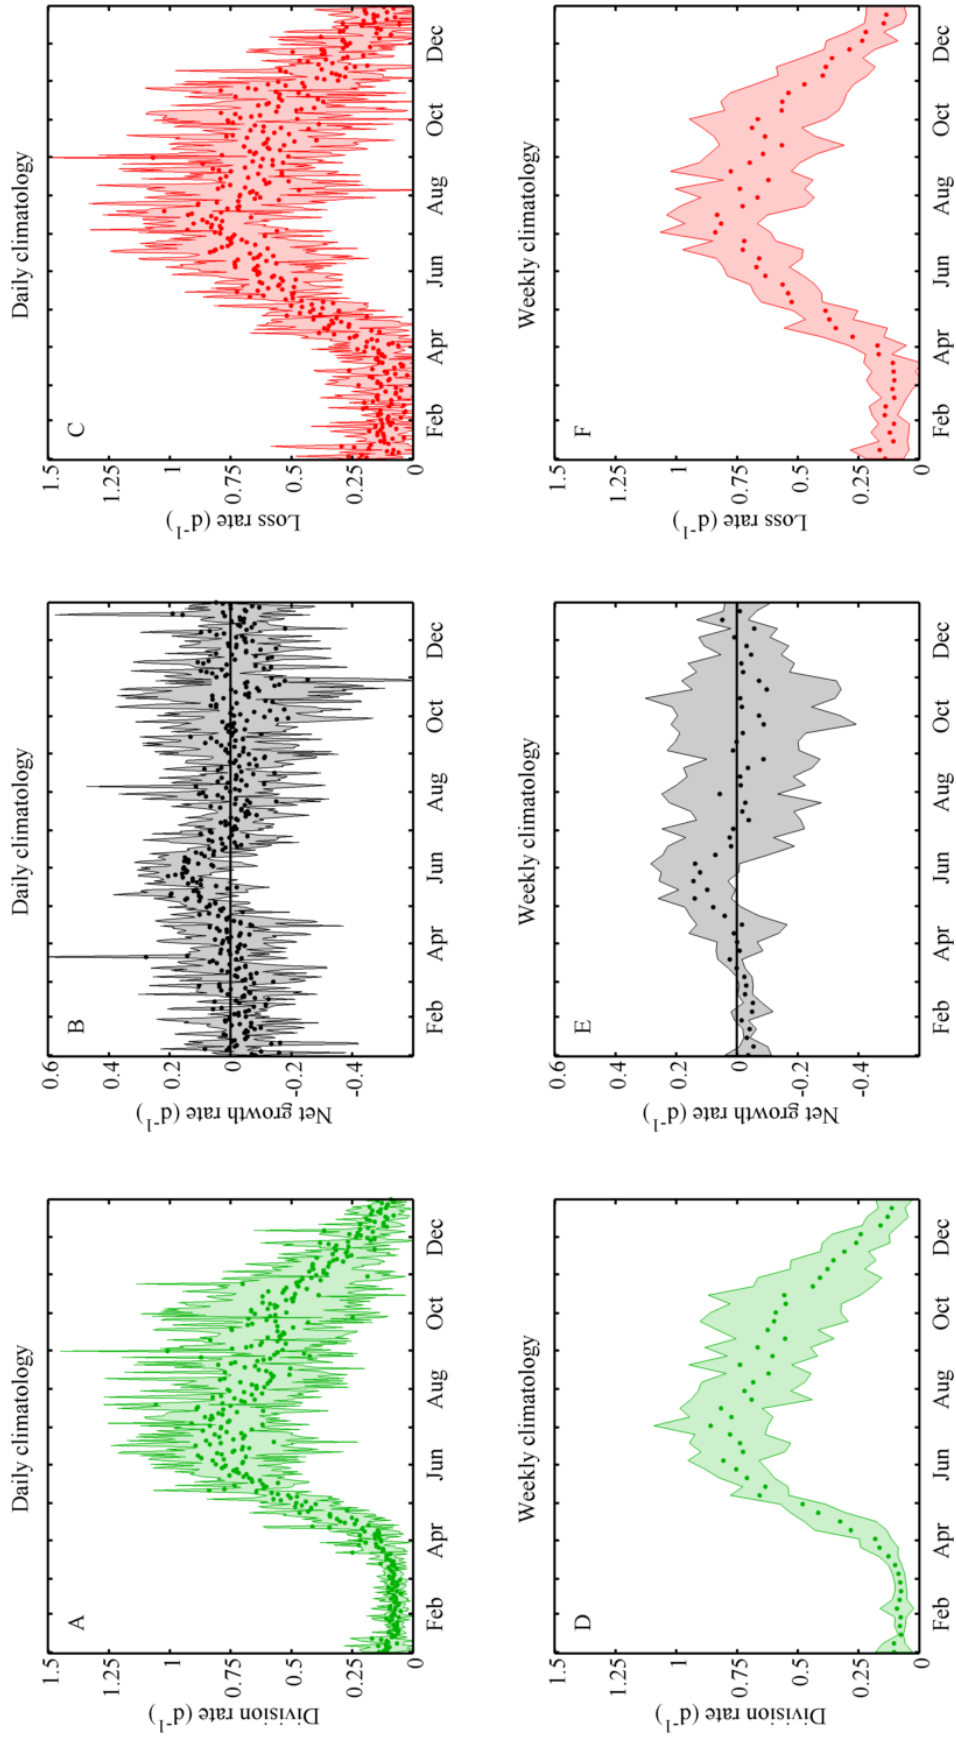 Daily climatology
A
Division rate (d⁻¹)
1.5
1.25
1
0.75
0.5
0.25
0
Feb Apr Jun Aug Oct Dec
Daily climatology
B
Net growth rate (d⁻¹)
0.6
0.4
0.2
0
-0.2
-0.4
Feb Apr Jun Aug Oct Dec
Daily climatology
C
Loss rate (d⁻¹)
1.5
1.25
1
0.75
0.5
0.25
0
Feb Apr Jun Aug Oct Dec
Weekly climatology
D
Division rate (d⁻¹)
1.5
1.25
1
0.75
0.5
0.25
0
Feb Apr Jun Aug Oct Dec
Weekly climatology
E
Net growth rate (d⁻¹)
0.6
0.4
0.2
0
-0.2
-0.4
Feb Apr Jun Aug Oct Dec
Weekly climatology
F
Loss rate (d⁻¹)
1.5
1.25
1
0.75
0.5
0.25
0
Feb Apr Jun Aug Oct Dec